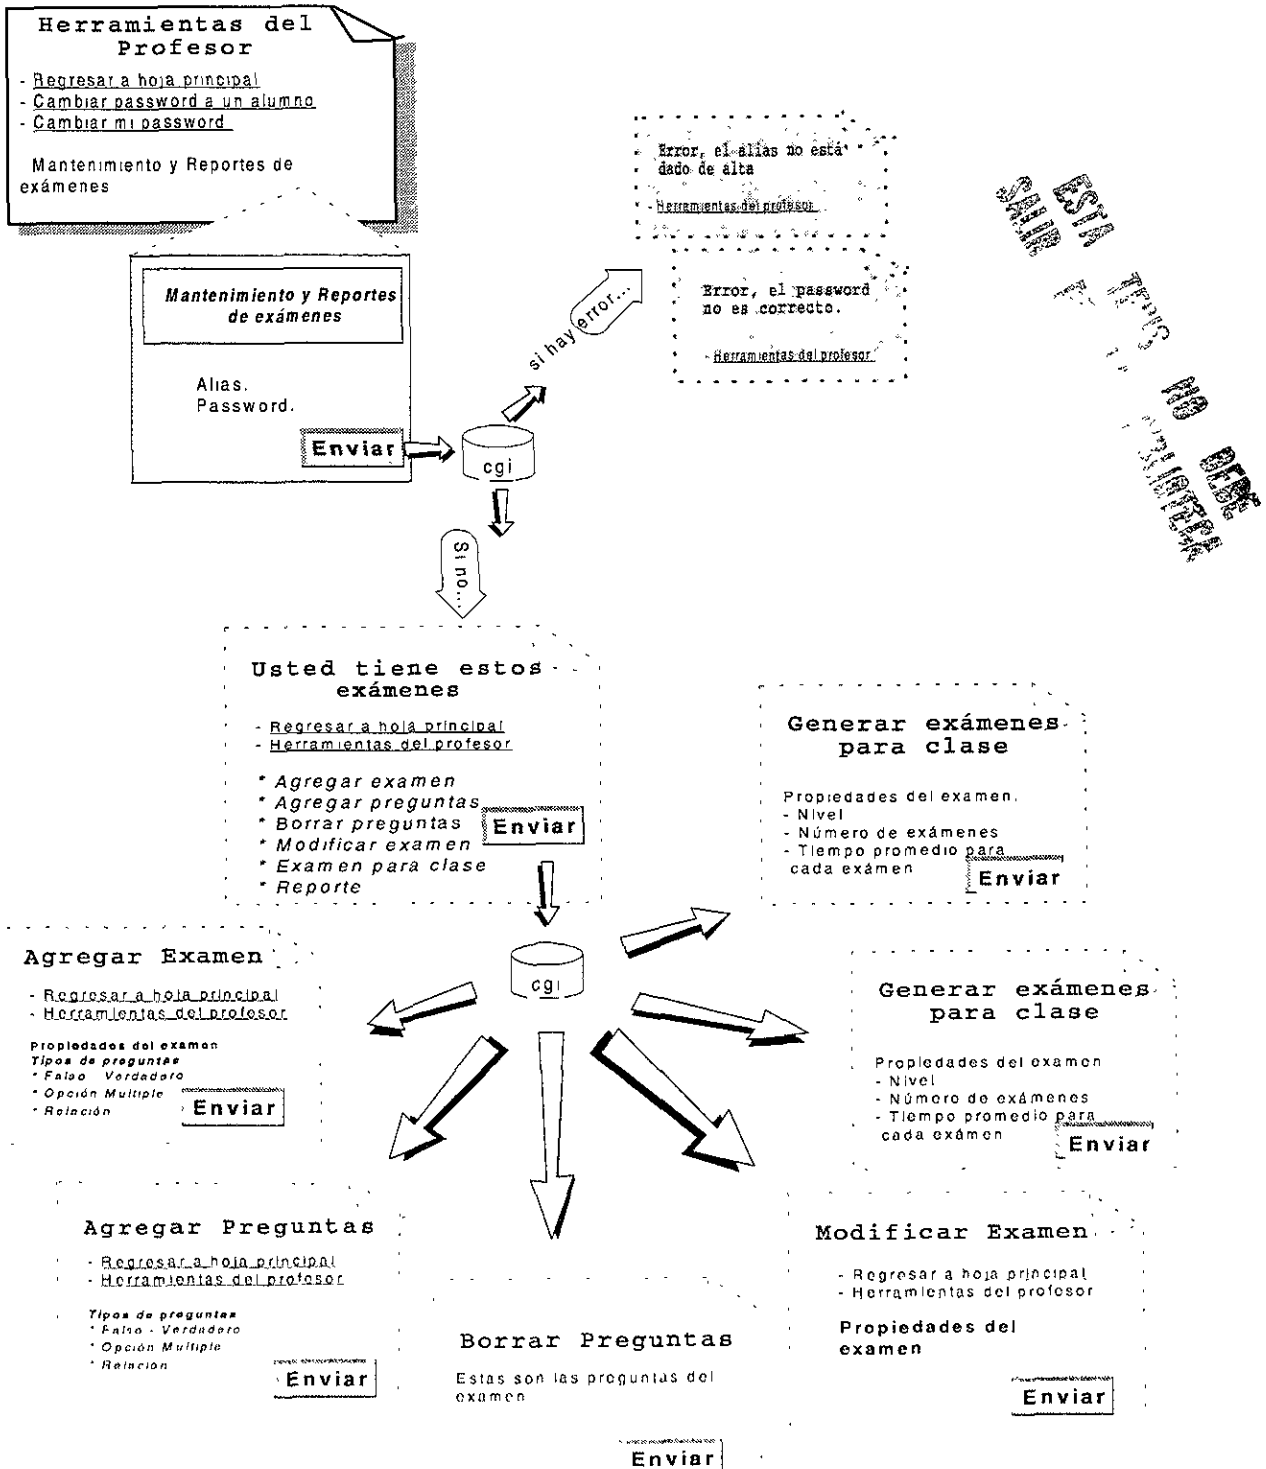 Herramientas del
Profesor
- Regresar a hoja principal
- Cambiar password a un alumno
- Cambiar mi password
Mantenimiento y Reportes de
exámenes
Mantenimiento y Reportes
de exámenes
Alias.
Password.
Enviar
cgi
si hay error...
Error, el alias no está
dado de alta
- Herramientas del profesor
Error, el password
no es correcto.
- Herramientas del profesor
ESTA TESIS NO DEBE
SALIR BIBLIOTECA
Si no...
Usted tiene estos
exámenes
- Regresar a hoja principal
- Herramientas del profesor
* Agregar examen
* Agregar preguntas
* Borrar preguntas
* Modificar examen
* Examen para clase
* Reporte
Enviar
cgi
Generar exámenes
para clase
Propiedades del examen.
- Nivel
- Número de exámenes
- Tiempo promedio para
cada exámen
Enviar
Agregar Examen
- Regresar a hoja principal
- Herramientas del profesor
Propiedades del examen
Tipos de preguntas
* Falso - Verdadero
* Opción Multiple
* Relación
Enviar
Generar exámenes
para clase
Propiedades del examen
- Nivel
- Número de exámenes
- Tiempo promedio para
cada exámen
Enviar
Agregar Preguntas
- Regresar a hoja principal
- Herramientas del profesor
Tipos de preguntas
* Falso - Verdadero
* Opción Multiple
* Relación
Enviar
Borrar Preguntas
Estas son las preguntas del
examen
Enviar
Modificar Examen
- Regresar a hoja principal
- Herramientas del profesor
Propiedades del
examen
Enviar